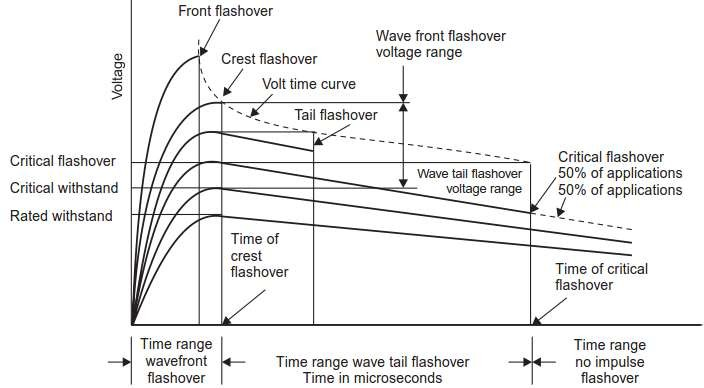 Front flashover
Wave front flashover
voltage range
Crest flashover
Voltage
Volt time curve
Tail flashover
Critical flashover
Critical flashover
50% of applications
50% of applications
Wave tail flashover
voltage range
Critical withstand
Rated withstand
Time of
crest
flashover
Time of critical
flashover
Time range
wavefront
flashover
Time range wave tail flashover
Time in microseconds
Time range
no impulse
flashover